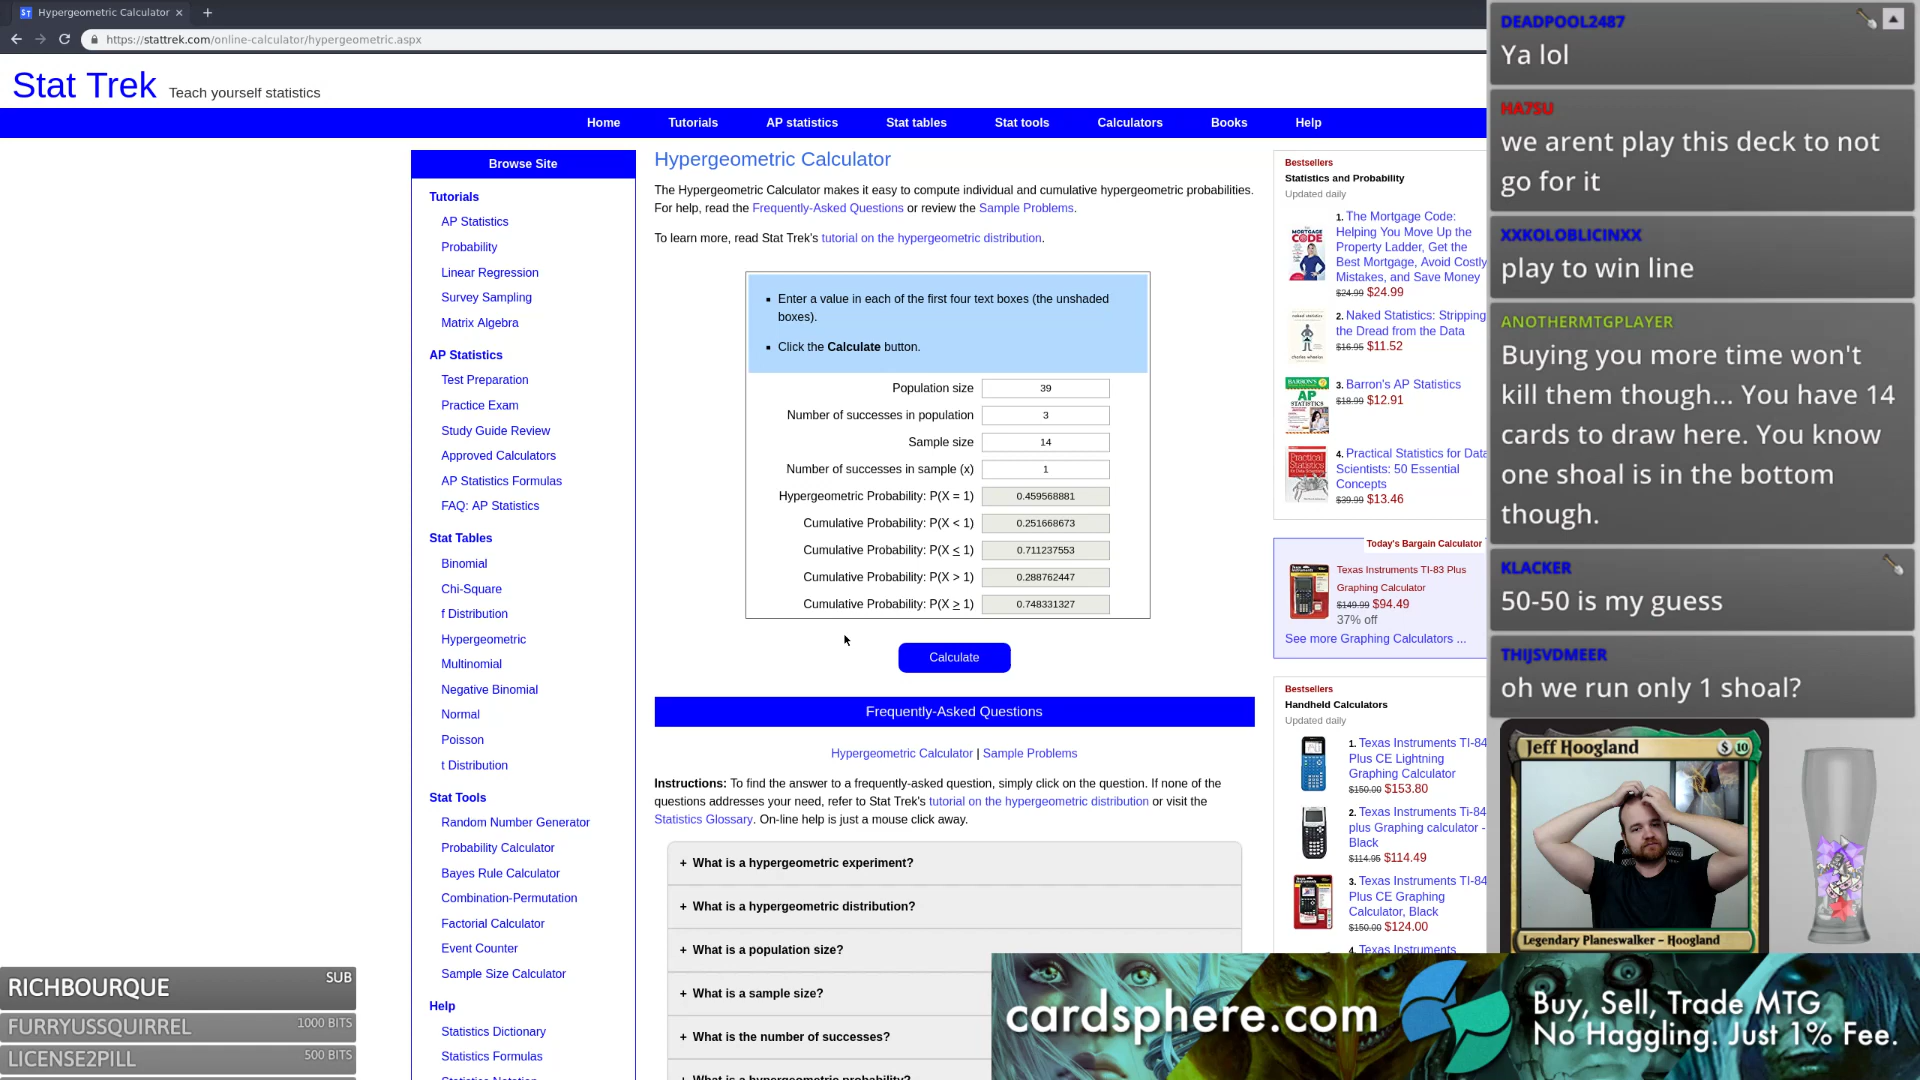 Hypergeometric Calculator
https://stattrek.com/online-calculator/hypergeometric.aspx
Stat Trek Teach yourself statistics
Home Tutorials AP statistics Stat tables Stat tools Calculators Books Help
Browse Site
Tutorials
AP Statistics
Probability
Linear Regression
Survey Sampling
Matrix Algebra
AP Statistics
Test Preparation
Practice Exam
Study Guide Review
Approved Calculators
AP Statistics Formulas
FAQ: AP Statistics
Stat Tables
Binomial
Chi-Square
f Distribution
Hypergeometric
Multinomial
Negative Binomial
Normal
Poisson
t Distribution
Stat Tools
Random Number Generator
Probability Calculator
Bayes Rule Calculator
Combination-Permutation
Factorial Calculator
Event Counter
Sample Size Calculator
Help
Statistics Dictionary
Statistics Formulas
Hypergeometric Calculator
The Hypergeometric Calculator makes it easy to compute individual and cumulative hypergeometric probabilities.
For help, read the Frequently-Asked Questions or review the Sample Problems.
To learn more, read Stat Trek's tutorial on the hypergeometric distribution.
▪ Enter a value in each of the first four text boxes (the unshaded
boxes).
▪ Click the Calculate button.
Population size 39
Number of successes in population 3
Sample size 14
Number of successes in sample (x) 1
Hypergeometric Probability: P(X = 1) 0.459568881
Cumulative Probability: P(X < 1) 0.251668673
Cumulative Probability: P(X ≤ 1) 0.711237553
Cumulative Probability: P(X > 1) 0.288762447
Cumulative Probability: P(X ≥ 1) 0.748331327
Calculate
Frequently-Asked Questions
Hypergeometric Calculator | Sample Problems
Instructions: To find the answer to a frequently-asked question, simply click on the question. If none of the
questions addresses your need, refer to Stat Trek's tutorial on the hypergeometric distribution or visit the
Statistics Glossary. On-line help is just a mouse click away.
+ What is a hypergeometric experiment?
+ What is a hypergeometric distribution?
+ What is a population size?
+ What is a sample size?
+ What is the number of successes?
+ What is a hypergeometric probability?
Bestsellers
Statistics and Probability
Updated daily
1. The Mortgage Code:
Helping You Move Up the
Property Ladder, Get the
Best Mortgage, Avoid Costly
Mistakes, and Save Money
$24.99 $24.99
2. Naked Statistics: Stripping
the Dread from the Data
$16.95 $11.52
3. Barron's AP Statistics
$18.99 $12.91
4. Practical Statistics for Data
Scientists: 50 Essential
Concepts
$39.99 $13.46
Today's Bargain Calculator
Texas Instruments TI-83 Plus
Graphing Calculator
$149.99 $94.49
37% off
See more Graphing Calculators ...
Bestsellers
Handheld Calculators
Updated daily
1. Texas Instruments TI-84
Plus CE Lightning
Graphing Calculator
$150.00 $153.80
2. Texas Instruments Ti-84
plus Graphing calculator -
Black
$114.95 $114.49
3. Texas Instruments TI-84
Plus CE Graphing
Calculator, Black
$150.00 $124.00
4. Texas Instruments
DEADPOOL2487
Ya lol
HA7SU
we arent play this deck to not
go for it
XXKOLOBLICINXX
play to win line
ANOTHERMTGPLAYER
Buying you more time won't
kill them though... You have 14
cards to draw here. You know
one shoal is in the bottom
though.
KLACKER
50-50 is my guess
THIJSVDMEER
oh we run only 1 shoal?
Jeff Hoogland $ 10
Legendary Planeswalker – Hoogland
RICHBOURQUE SUB
FURRYUSSQUIRREL 1000 BITS
LICENSE2PILL 500 BITS
cardsphere.com
Buy, Sell, Trade MTG
No Haggling. Just 1% Fee.